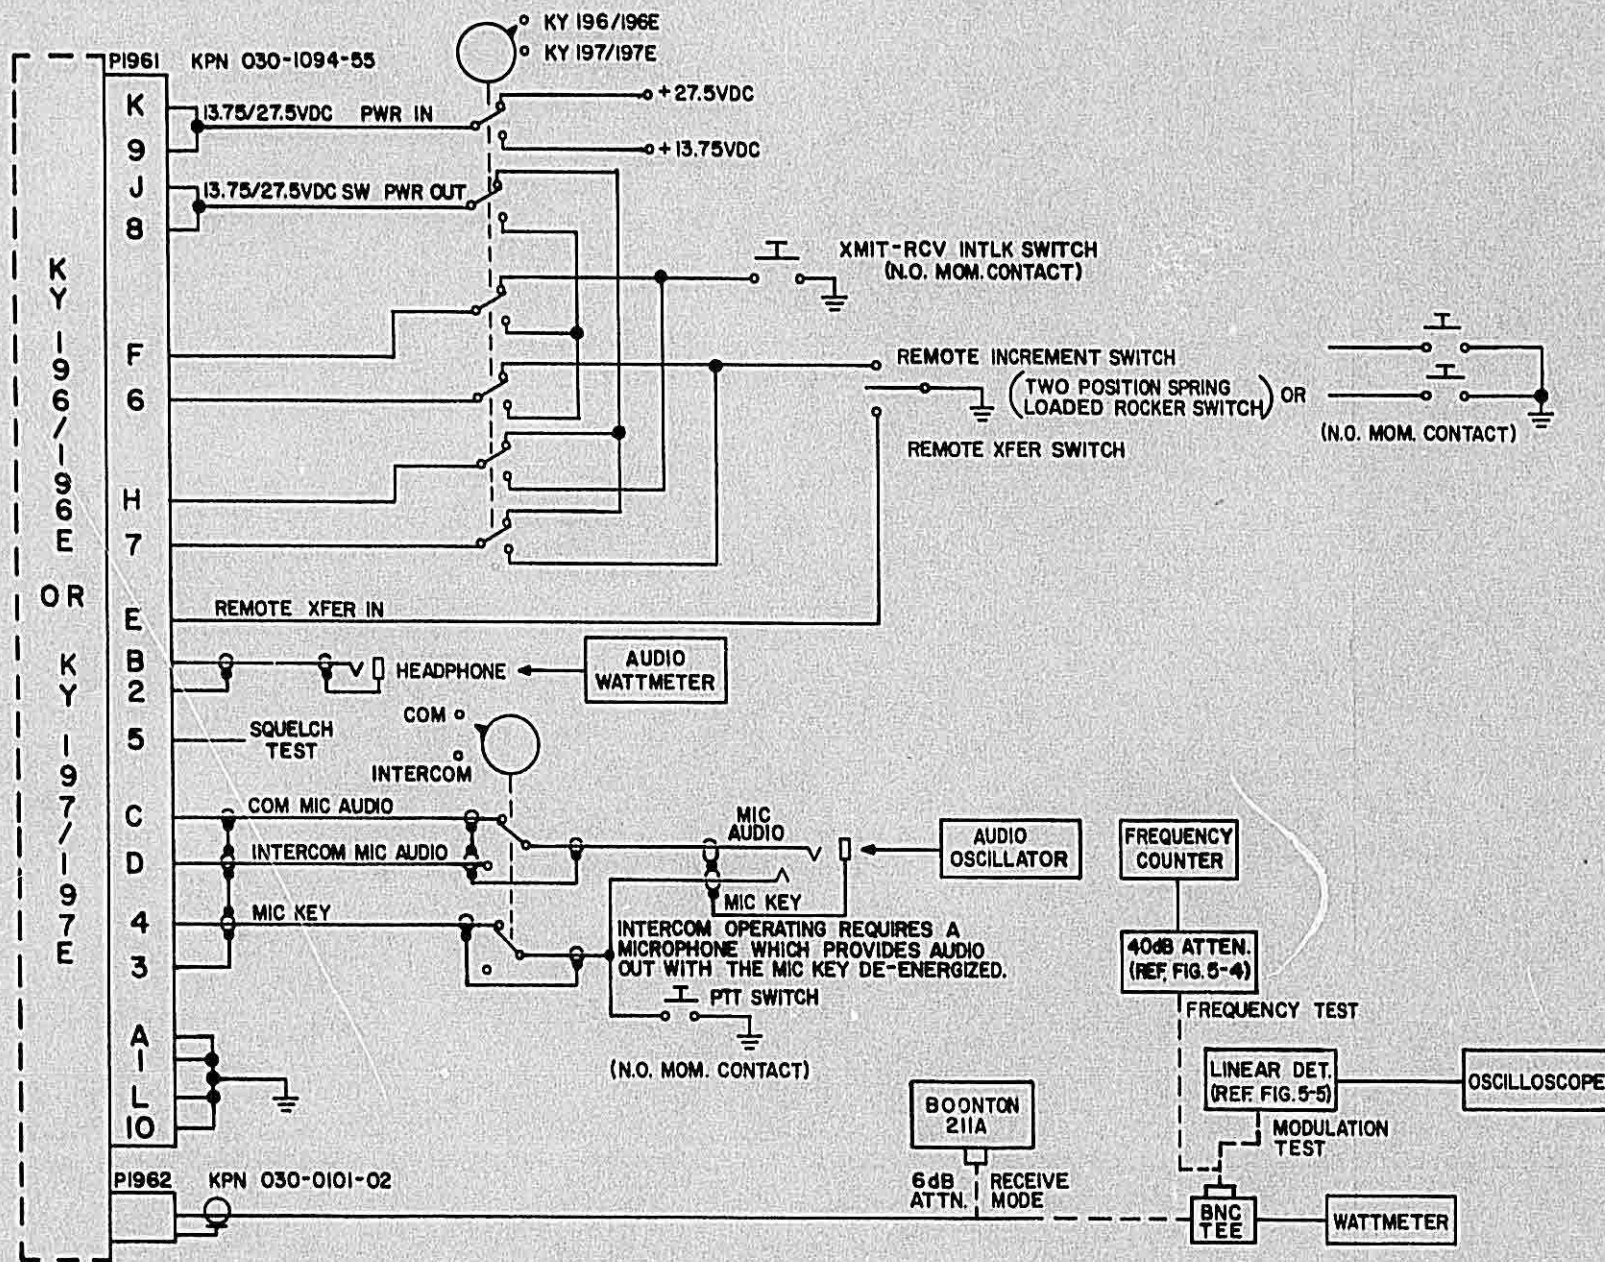 KY 196/196E
KY 197/197E
P1961 KPN 030-1094-55
K
13.75/27.5VDC PWR IN
+27.5VDC
9
+13.75VDC
J
13.75/27.5VDC SW PWR OUT
8
XMIT-RCV INTLK SWITCH
(N.O. MOM. CONTACT)
F
REMOTE INCREMENT SWITCH
6
(TWO POSITION SPRING
LOADED ROCKER SWITCH) OR
(N.O. MOM. CONTACT)
REMOTE XFER SWITCH
H
7
KY 196/196E OR KY 197/197E
E
REMOTE XFER IN
B
HEADPHONE
AUDIO
WATTMETER
2
COM
5
SQUELCH
TEST
INTERCOM
C
COM MIC AUDIO
MIC
AUDIO
AUDIO
OSCILLATOR
FREQUENCY
COUNTER
D
INTERCOM MIC AUDIO
MIC KEY
4
MIC KEY
INTERCOM OPERATING REQUIRES A
MICROPHONE WHICH PROVIDES AUDIO
OUT WITH THE MIC KEY DE-ENERGIZED.
40dB ATTEN.
(REF. FIG. 5-4)
3
PTT SWITCH
FREQUENCY TEST
A
1
(N.O. MOM. CONTACT)
LINEAR DET.
(REF. FIG. 5-5)
OSCILLOSCOPE
L
10
BOONTON
211A
MODULATION
TEST
P1962 KPN 030-0101-02
6dB
ATTN.
RECEIVE
MODE
BNC
TEE
WATTMETER